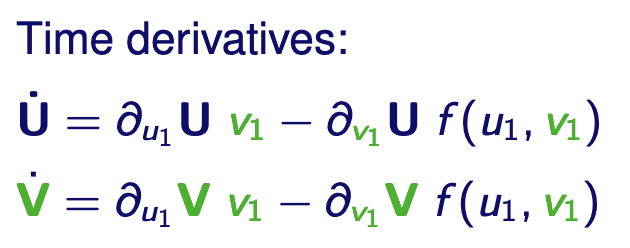 Time derivatives:
U̇ = ∂u₁U v₁ − ∂v₁U f(u₁, v₁)
V̇ = ∂u₁V v₁ − ∂v₁V f(u₁, v₁)